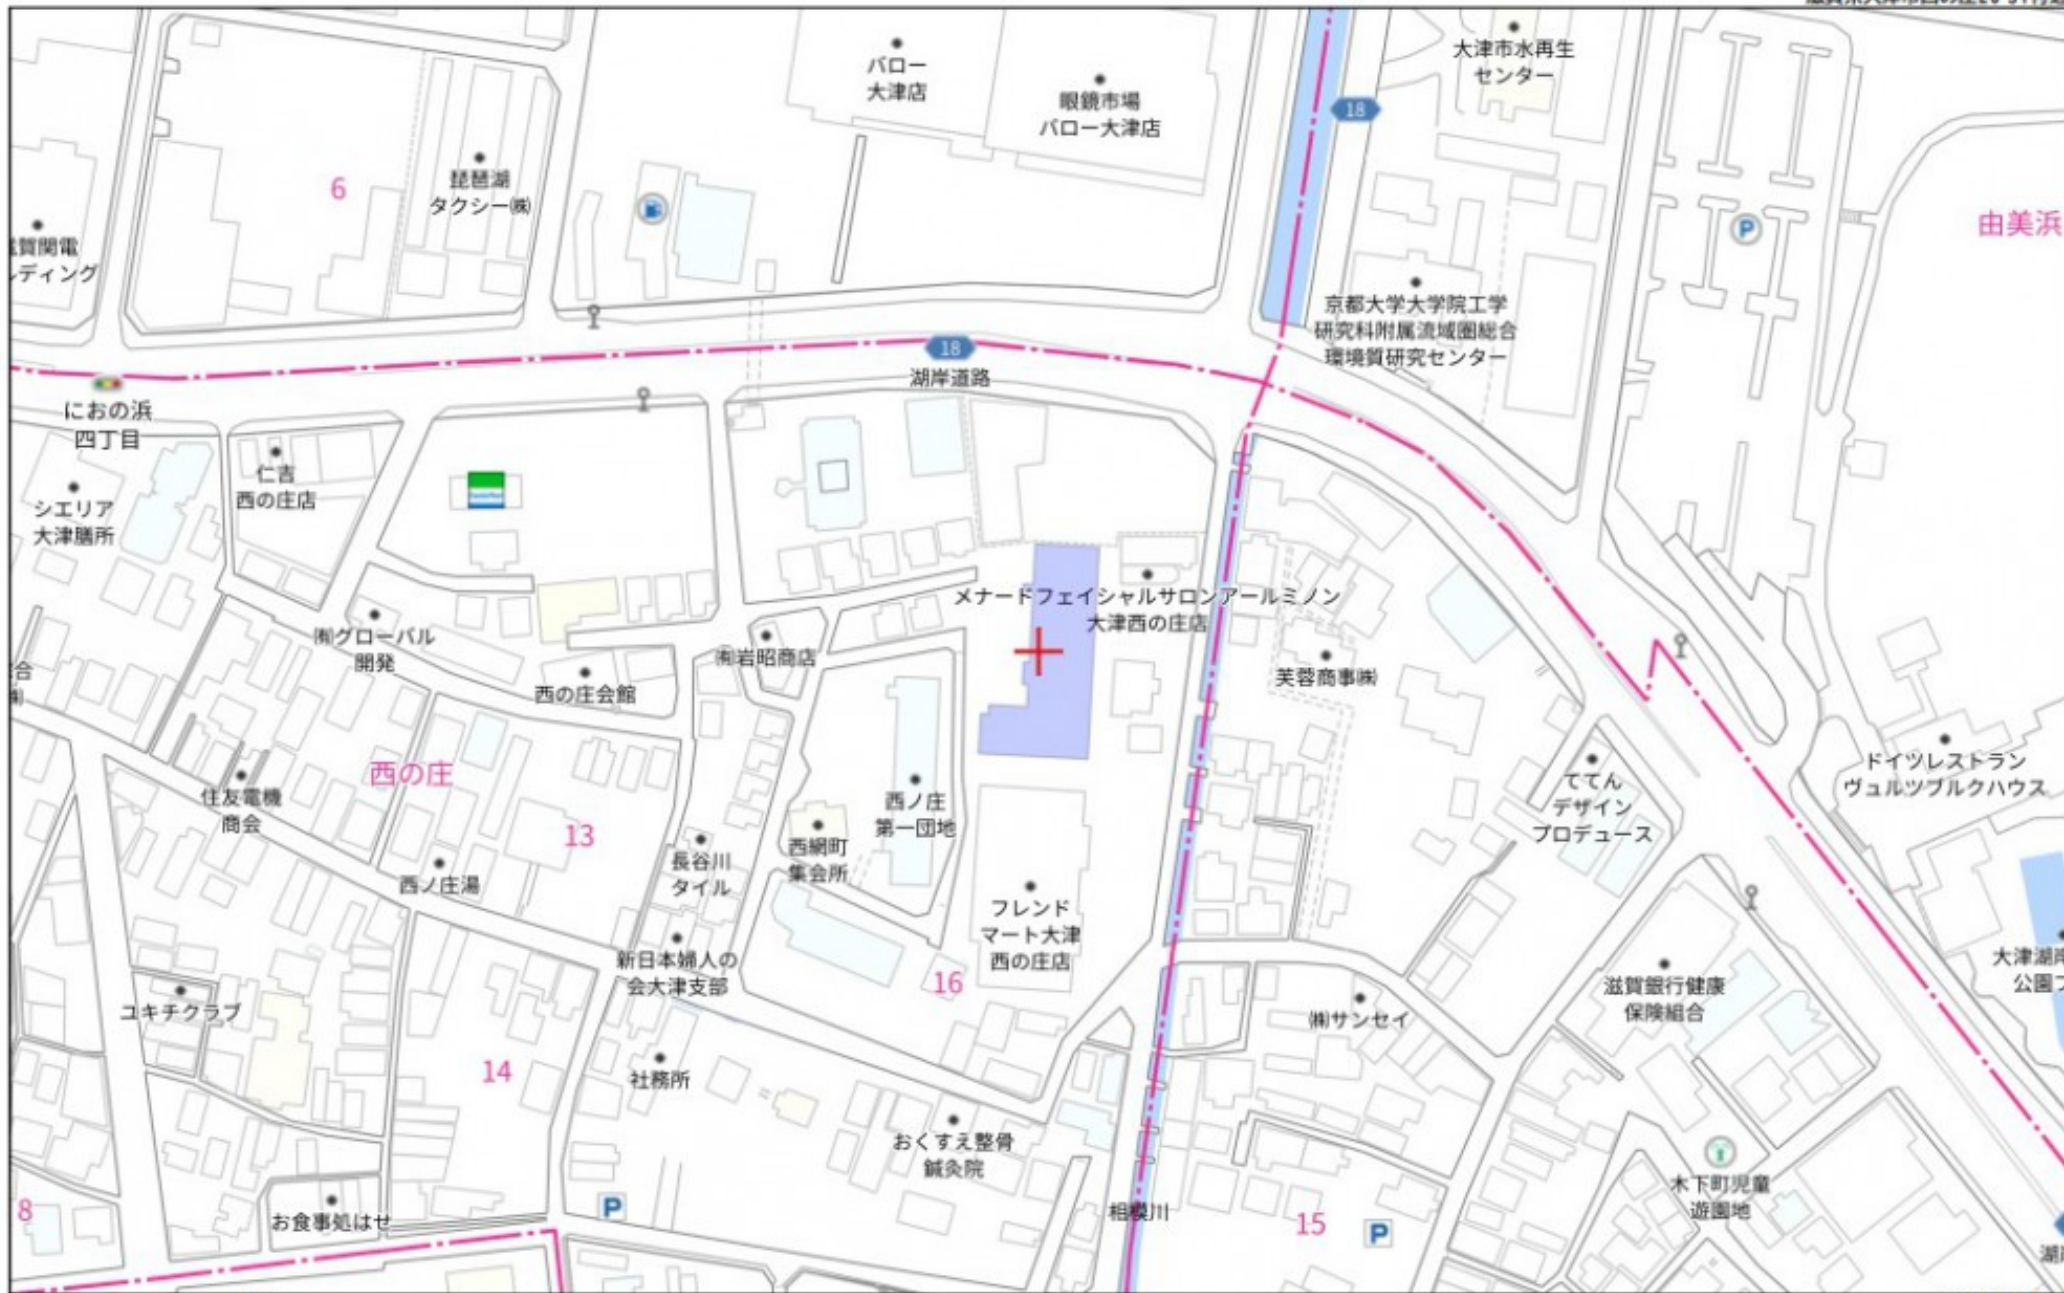 バロー
大津店
眼鏡市場
バロー大津店
大津市水再生
センター
18
6
琵琶湖
タクシー㈱
賀関電
ディング
P
由美浜
京都大学大学院工学
研究科附属流域圏総合
環境質研究センター
18
湖岸道路
におの浜
四丁目
仁吉
西の庄店
シエリア
大津膳所
FamilyMart
メナードフェイシャルサロンアールミノン
大津西の庄店
㈲グローバル
開発
㈲岩昭商店
西の庄会館
芙蓉商事㈱
合
西の庄
住友電機
商会
13
西ノ庄湯
長谷川
タイル
西網町
集会所
西ノ庄
第一団地
ててん
デザイン
プロデュース
ドイツレストラン
ヴュルツブルクハウス
フレンド
マート大津
西の庄店
新日本婦人の
会大津支部
16
ユキチクラブ
㈱サンセイ
滋賀銀行健康
保険組合
大津湖岸
公園
14
社務所
おくすえ整骨
鍼灸院
木下町児童
遊園地
8
お食事処はせ
P
相模川
15
P
湖